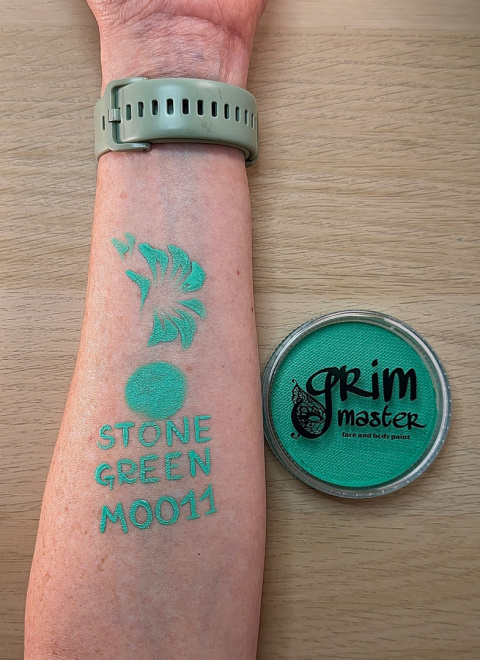 STONE
GREEN
M0011
GRim
master
face and body paint